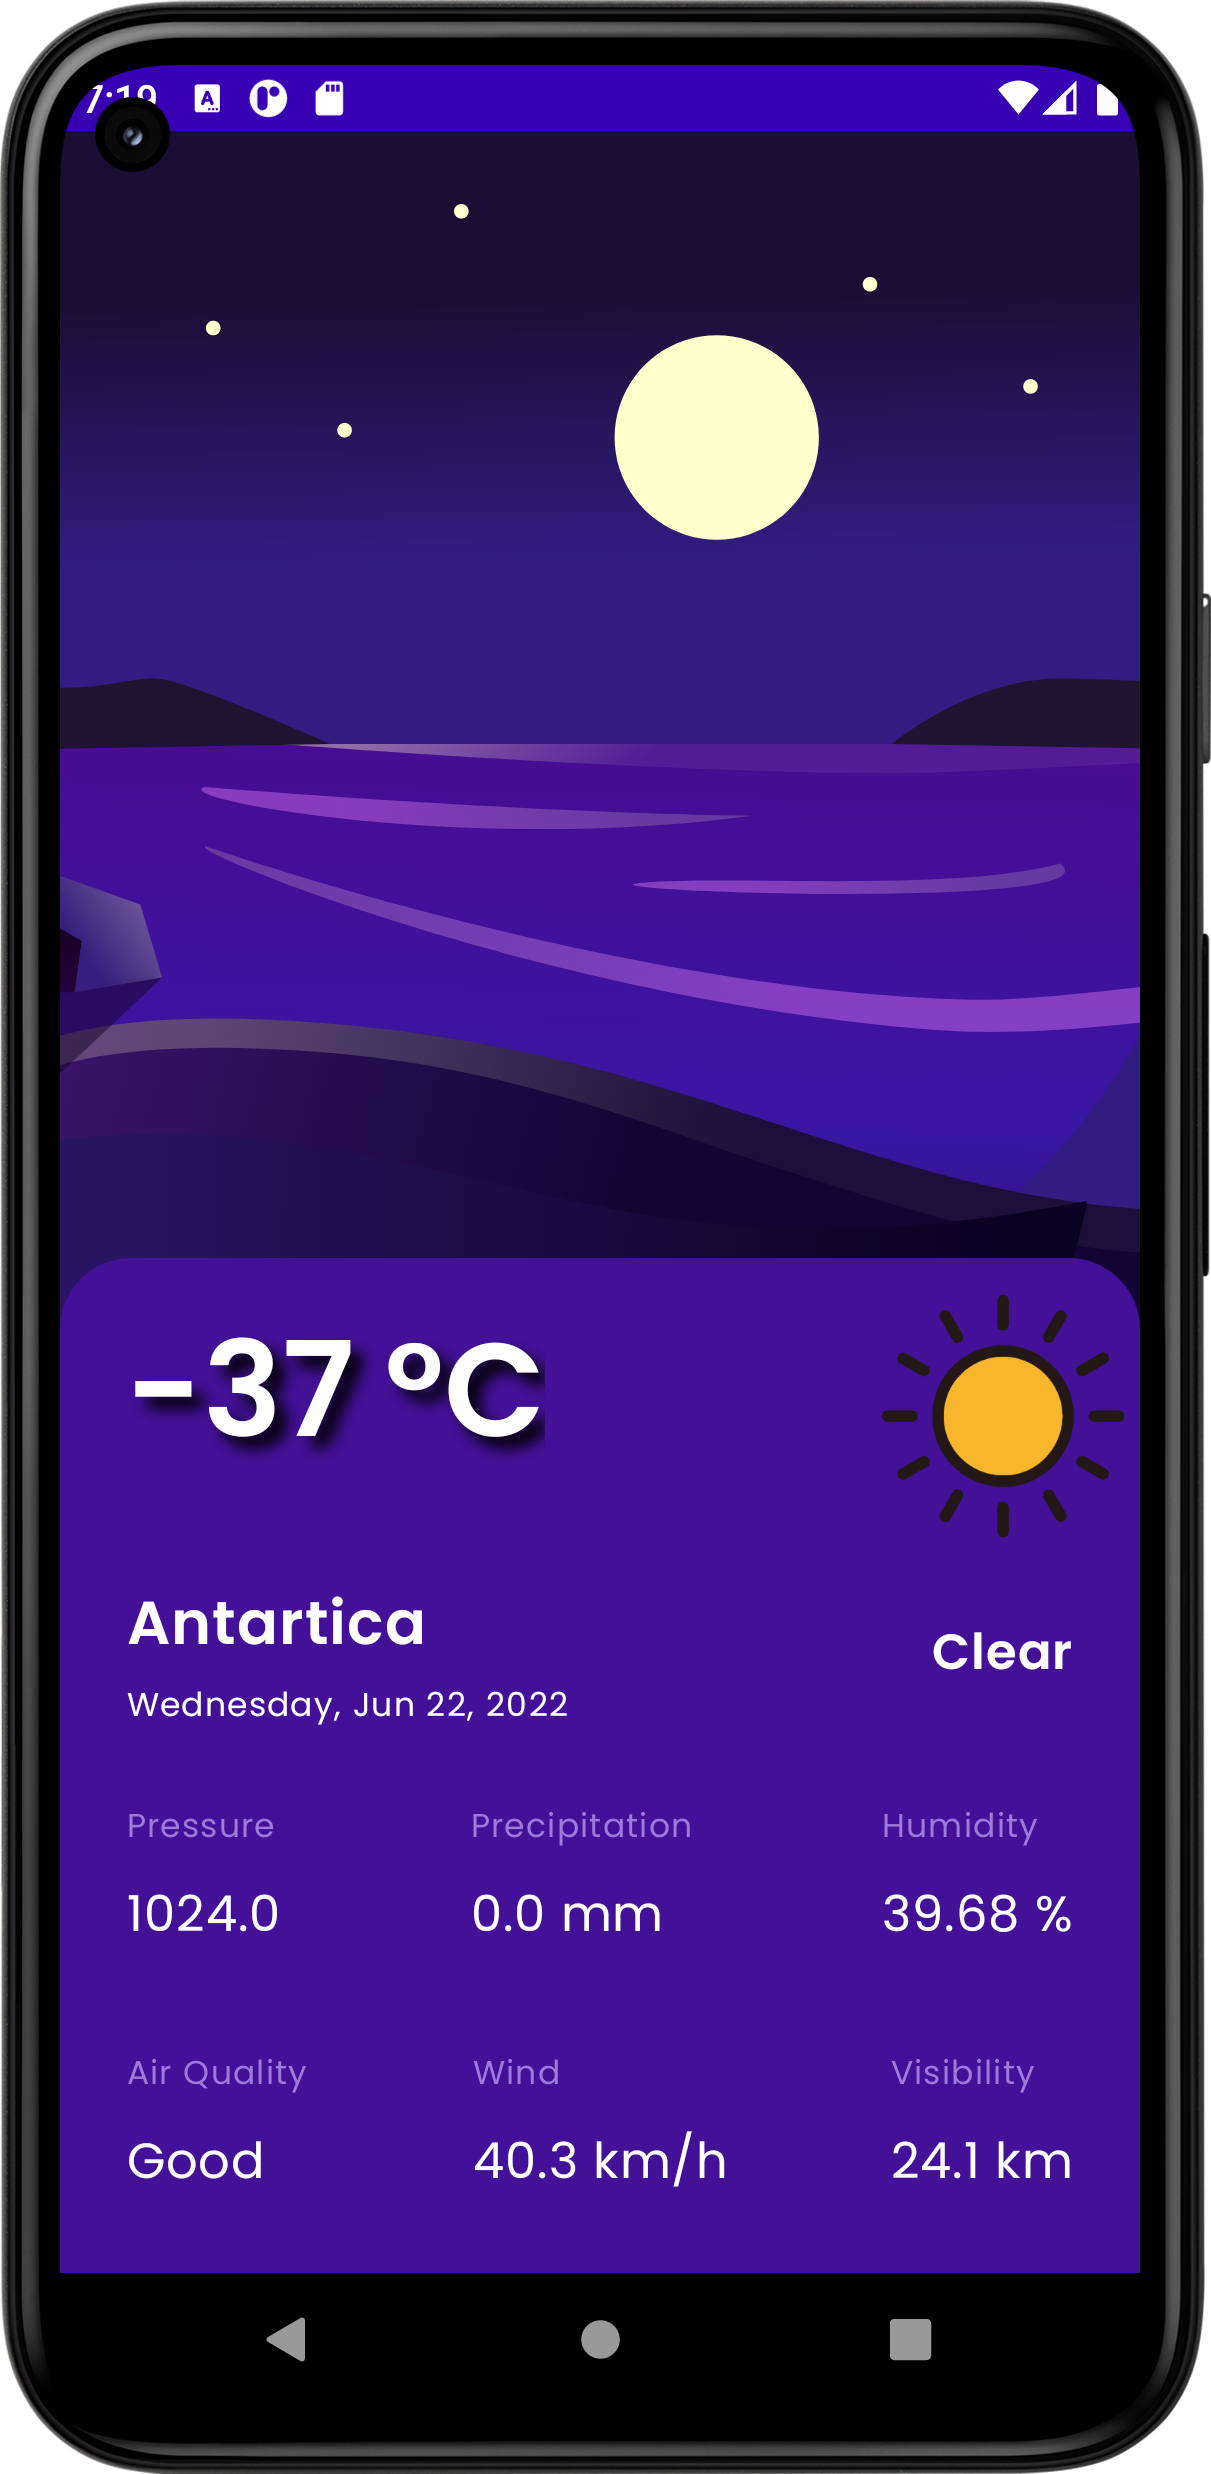 7:19
A
-37 °C
Antartica
Clear
Wednesday, Jun 22, 2022
Pressure Precipitation Humidity
1024.0 0.0 mm 39.68 %
Air Quality Wind Visibility
Good 40.3 km/h 24.1 km